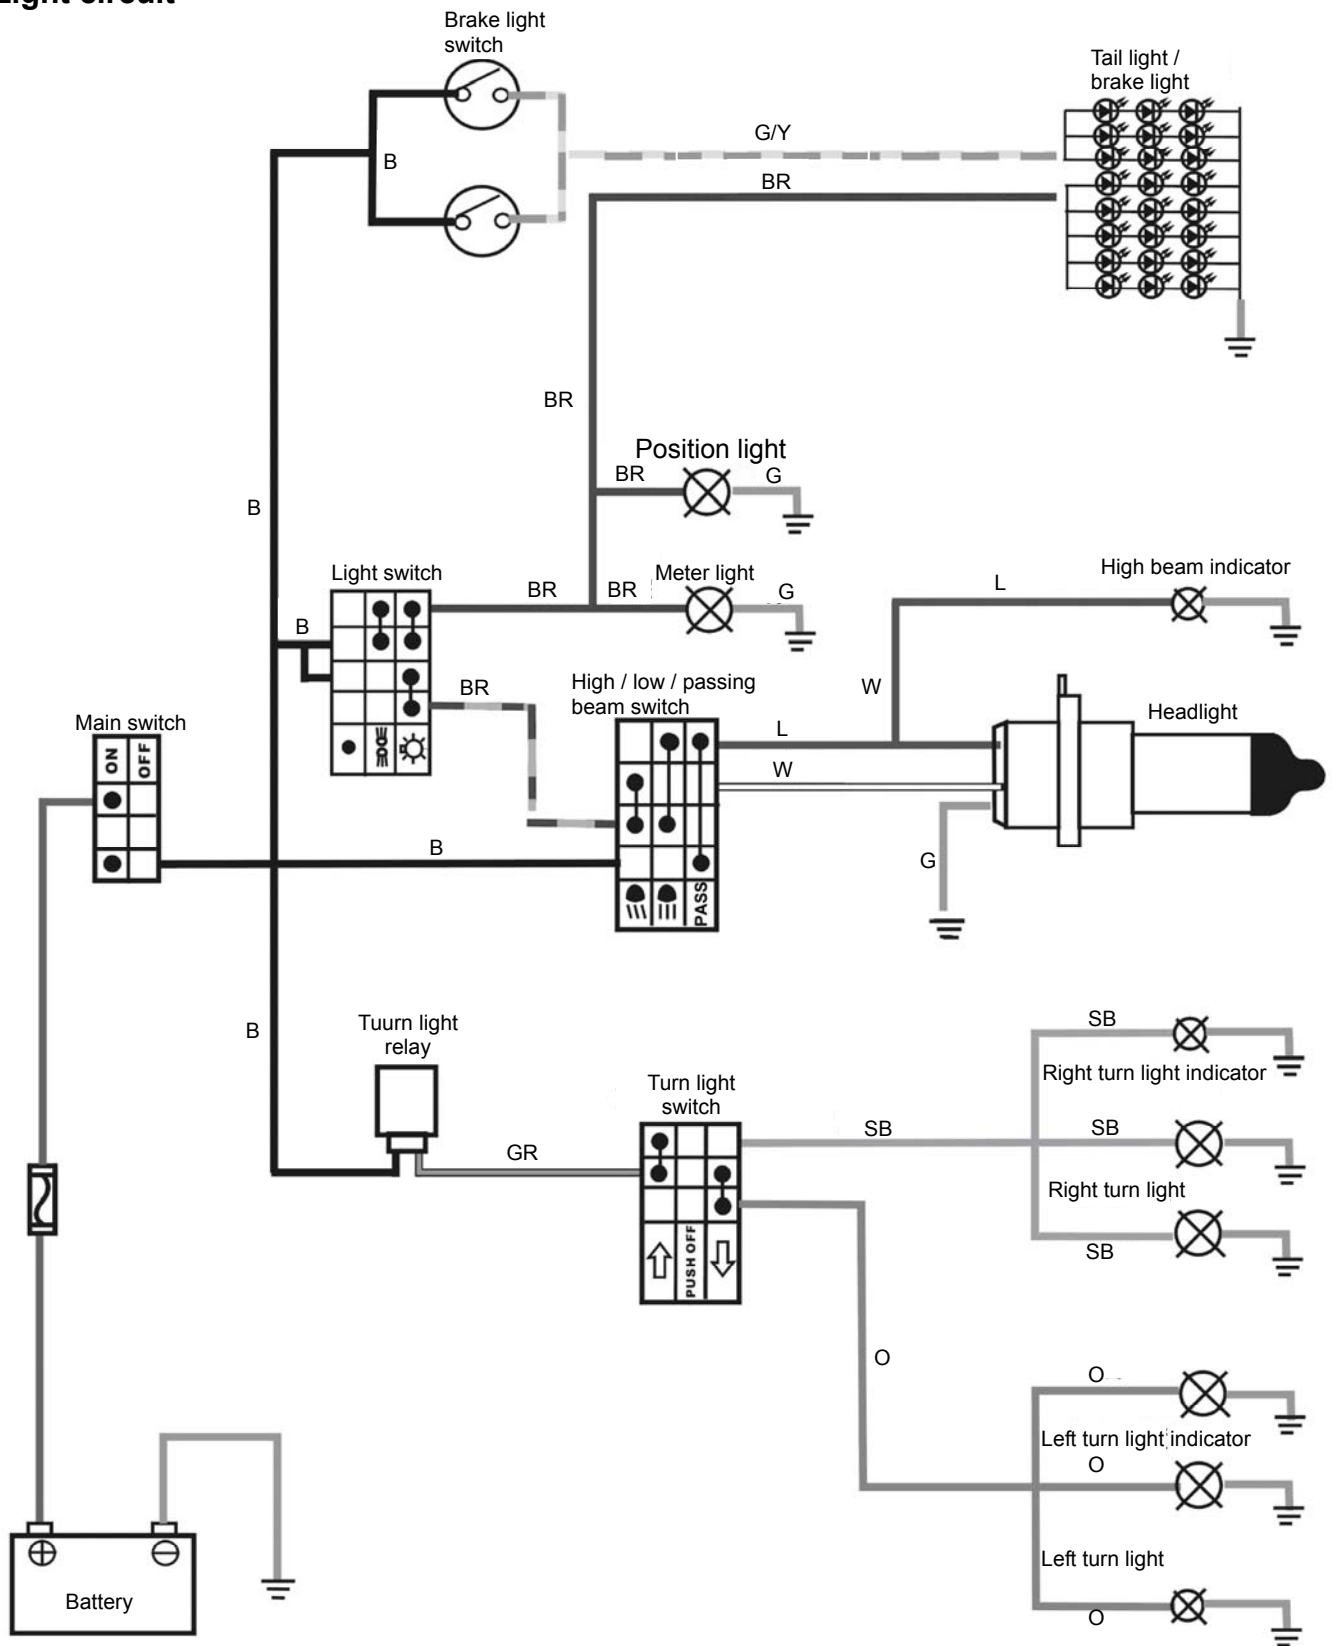 Light circuit
Brake light
switch
Tail light /
brake light
G/Y
B
BR
BR
Position light
BR
G
B
Light switch
BR
BR
Meter light
G
L
High beam indicator
B
BR
High / low / passing
beam switch
W
Main switch
L
Headlight
ON
OFF
W
B
G
PASS
B
Tuurn light
relay
SB
Right turn light indicator
Turn light
switch
SB
SB
GR
Right turn light
PUSH OFF
SB
O
O
Left turn light indicator
O
Left turn light
Battery
O